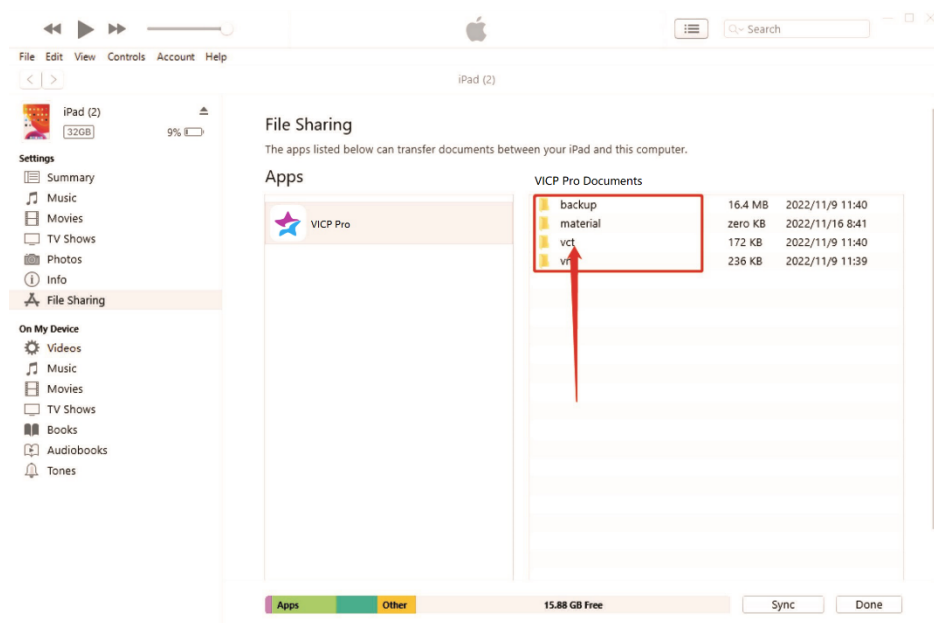 Search
File Edit View Controls Account Help
iPad (2)
iPad (2)
32GB 9%
Settings
Summary
Music
Movies
TV Shows
Photos
Info
File Sharing
On My Device
Videos
Music
Movies
TV Shows
Books
Audiobooks
Tones
File Sharing
The apps listed below can transfer documents between your iPad and this computer.
Apps
VICP Pro
VICP Pro Documents
backup 16.4 MB 2022/11/9 11:40
material zero KB 2022/11/16 8:41
vct 172 KB 2022/11/9 11:40
236 KB 2022/11/9 11:39
Apps Other 15.88 GB Free Sync Done